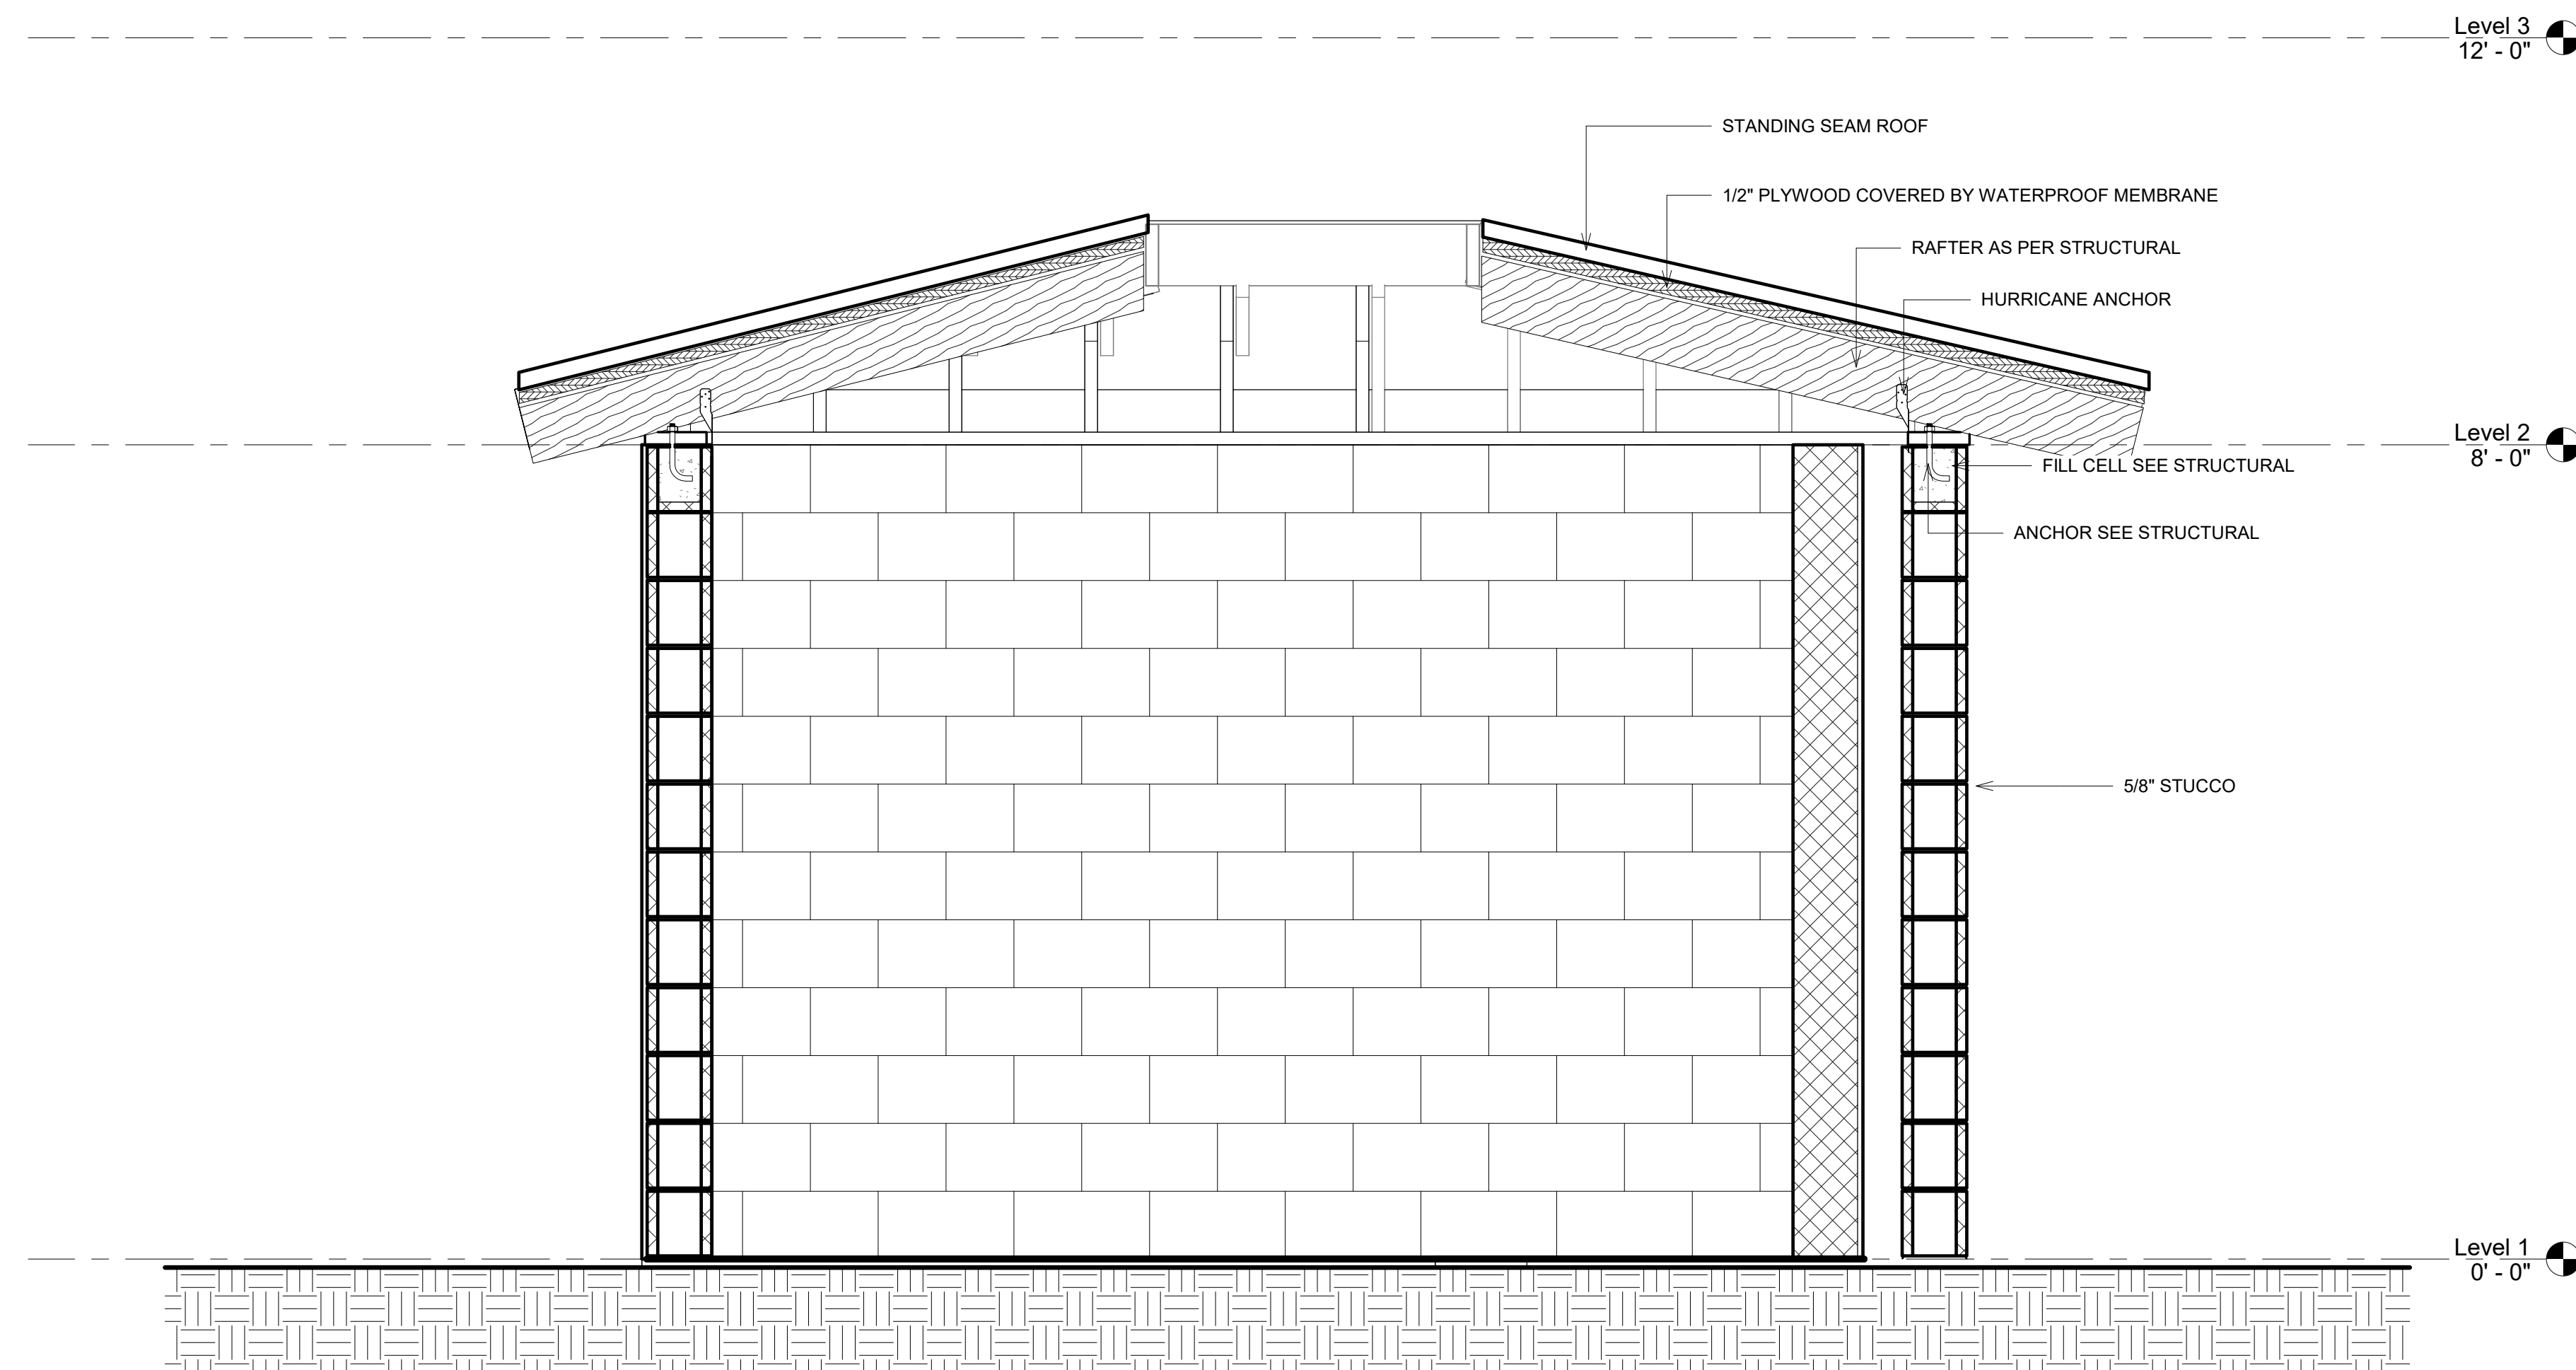 Level 3
12' - 0"
STANDING SEAM ROOF
1/2" PLYWOOD COVERED BY WATERPROOF MEMBRANE
RAFTER AS PER STRUCTURAL
HURRICANE ANCHOR
Level 2
8' - 0"
FILL CELL SEE STRUCTURAL
ANCHOR SEE STRUCTURAL
5/8" STUCCO
Level 1
0' - 0"